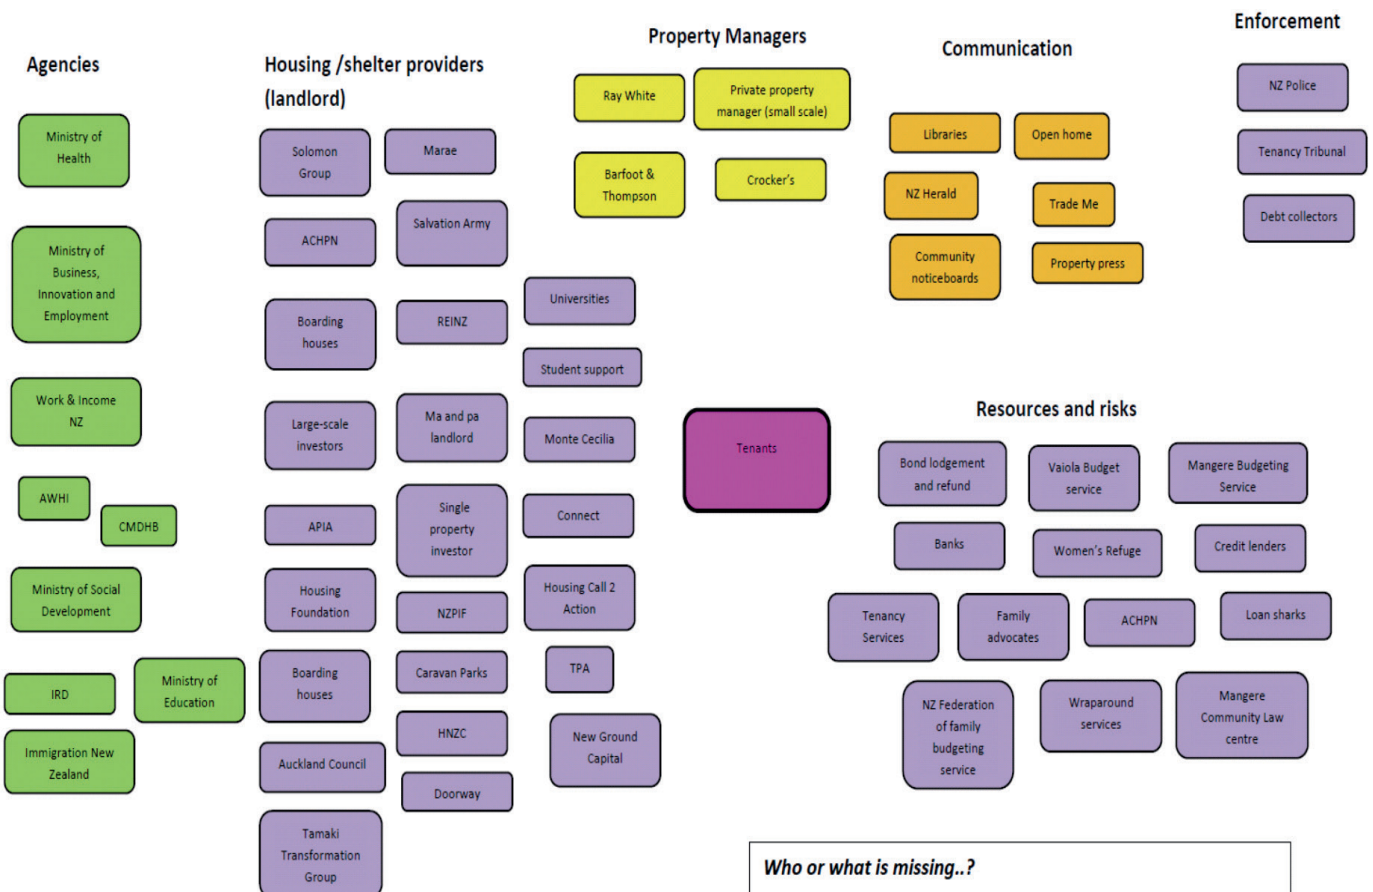 Agencies
Ministry of
Health
Ministry of
Business,
Innovation and
Employment
Work & Income
NZ
AWHI
CMDHB
Ministry of Social
Development
IRD
Ministry of
Education
Immigration New
Zealand
Housing /shelter providers
(landlord)
Solomon
Group
Marae
ACHPN
Salvation Army
Boarding
houses
REINZ
Universities
Student support
Large-scale
investors
Ma and pa
landlord
Monte Cecilia
APIA
Single
property
investor
Connect
Housing
Foundation
NZPIF
Housing Call 2
Action
Boarding
houses
Caravan Parks
TPA
HNZC
New Ground
Capital
Auckland Council
Doorway
Tamaki
Transformation
Group
Property Managers
Ray White
Private property
manager (small scale)
Barfoot &
Thompson
Crocker's
Communication
Libraries
Open home
NZ Herald
Trade Me
Community
noticeboards
Property press
Enforcement
NZ Police
Tenancy Tribunal
Debt collectors
Tenants
Resources and risks
Bond lodgement
and refund
Vaiola Budget
service
Mangere Budgeting
Service
Banks
Women's Refuge
Credit lenders
Tenancy
Services
Family
advocates
ACHPN
Loan sharks
NZ Federation
of family
budgeting
service
Wraparound
services
Mangere
Community Law
centre
Who or what is missing..?